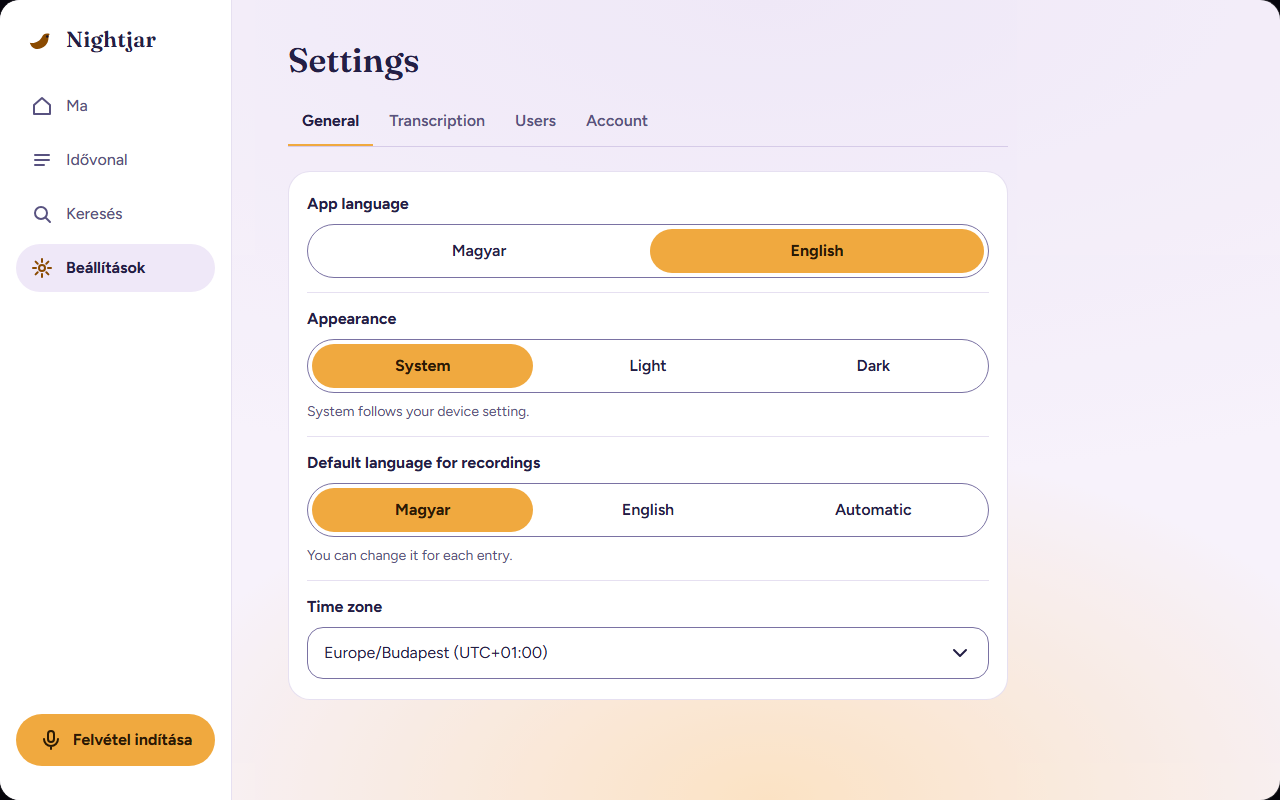 Nightjar
Ma
Idővonal
Keresés
Beállítások
Felvétel indítása
Settings
General
Transcription
Users
Account
App language
Magyar
English
Appearance
System
Light
Dark
System follows your device setting.
Default language for recordings
Magyar
English
Automatic
You can change it for each entry.
Time zone
Europe/Budapest (UTC+01:00)